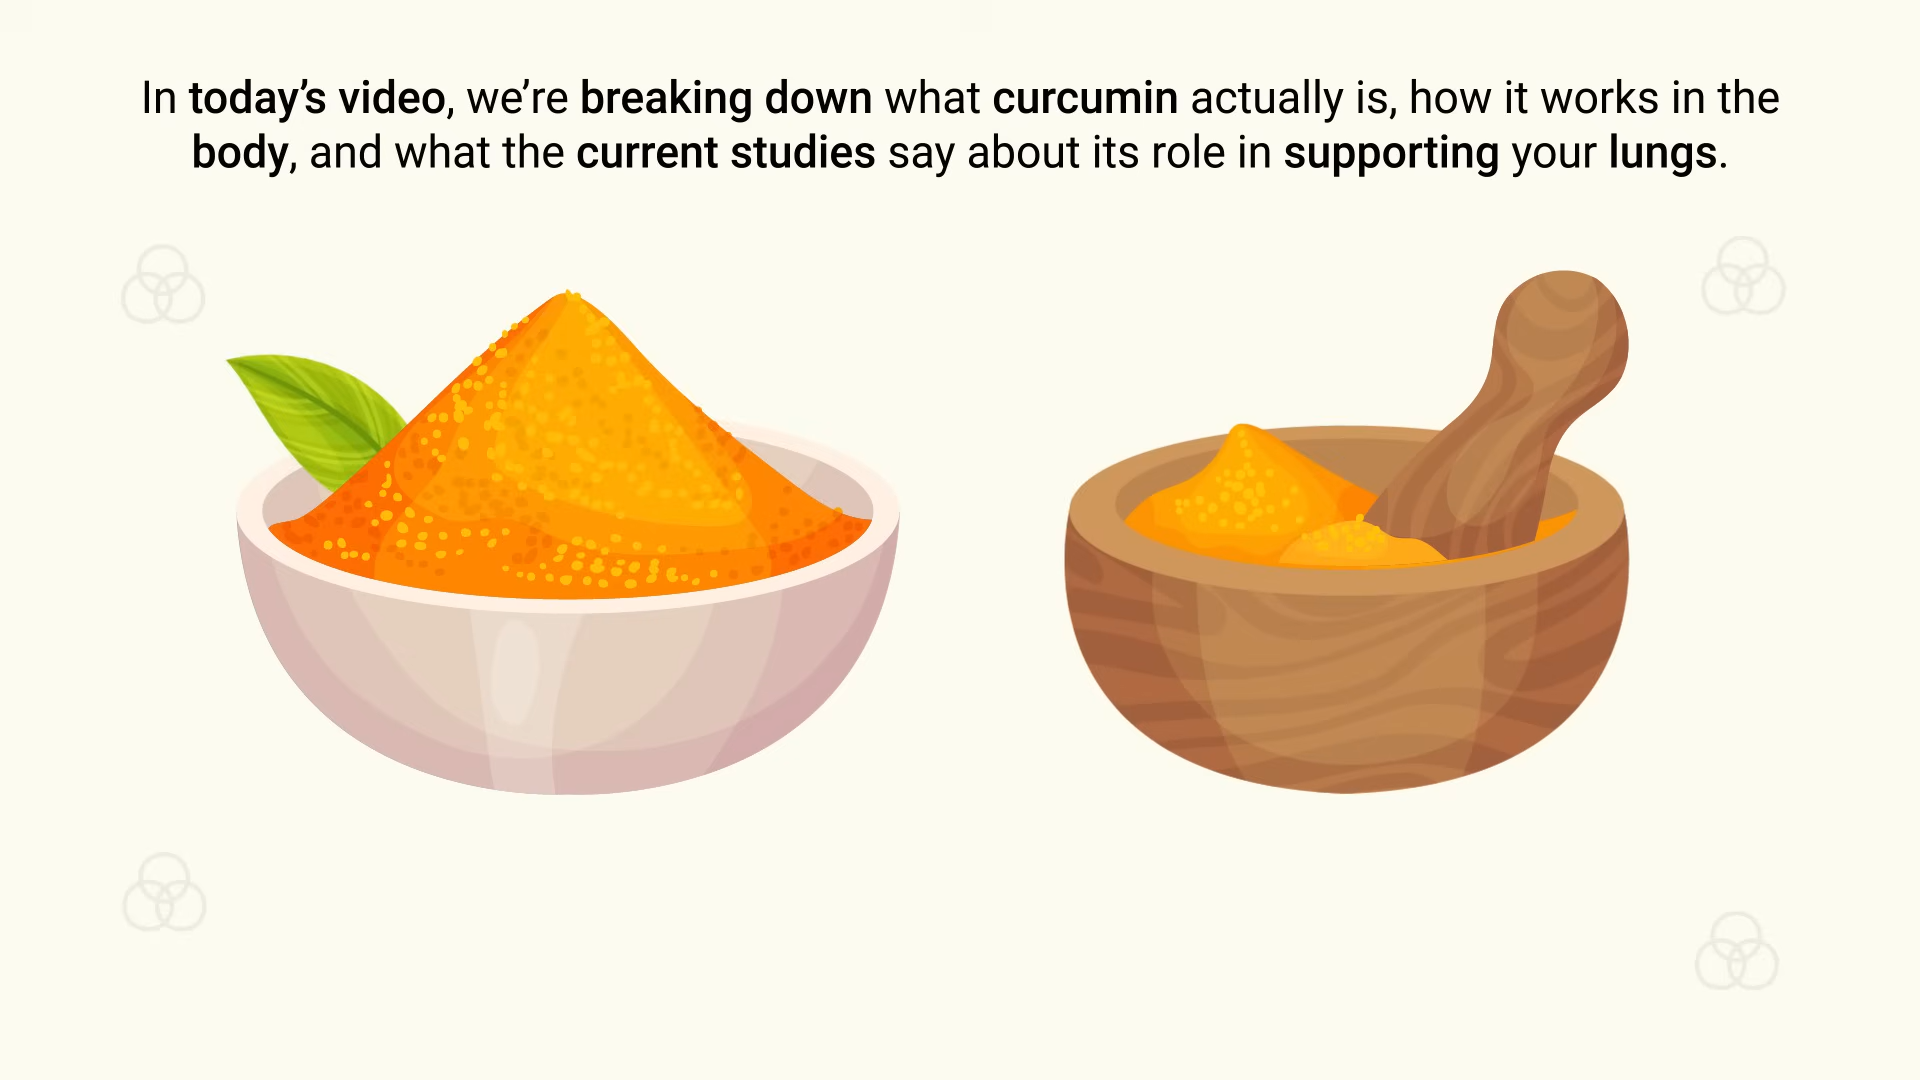 In today’s video, we’re breaking down what curcumin actually is, how it works in the
body, and what the current studies say about its role in supporting your lungs.